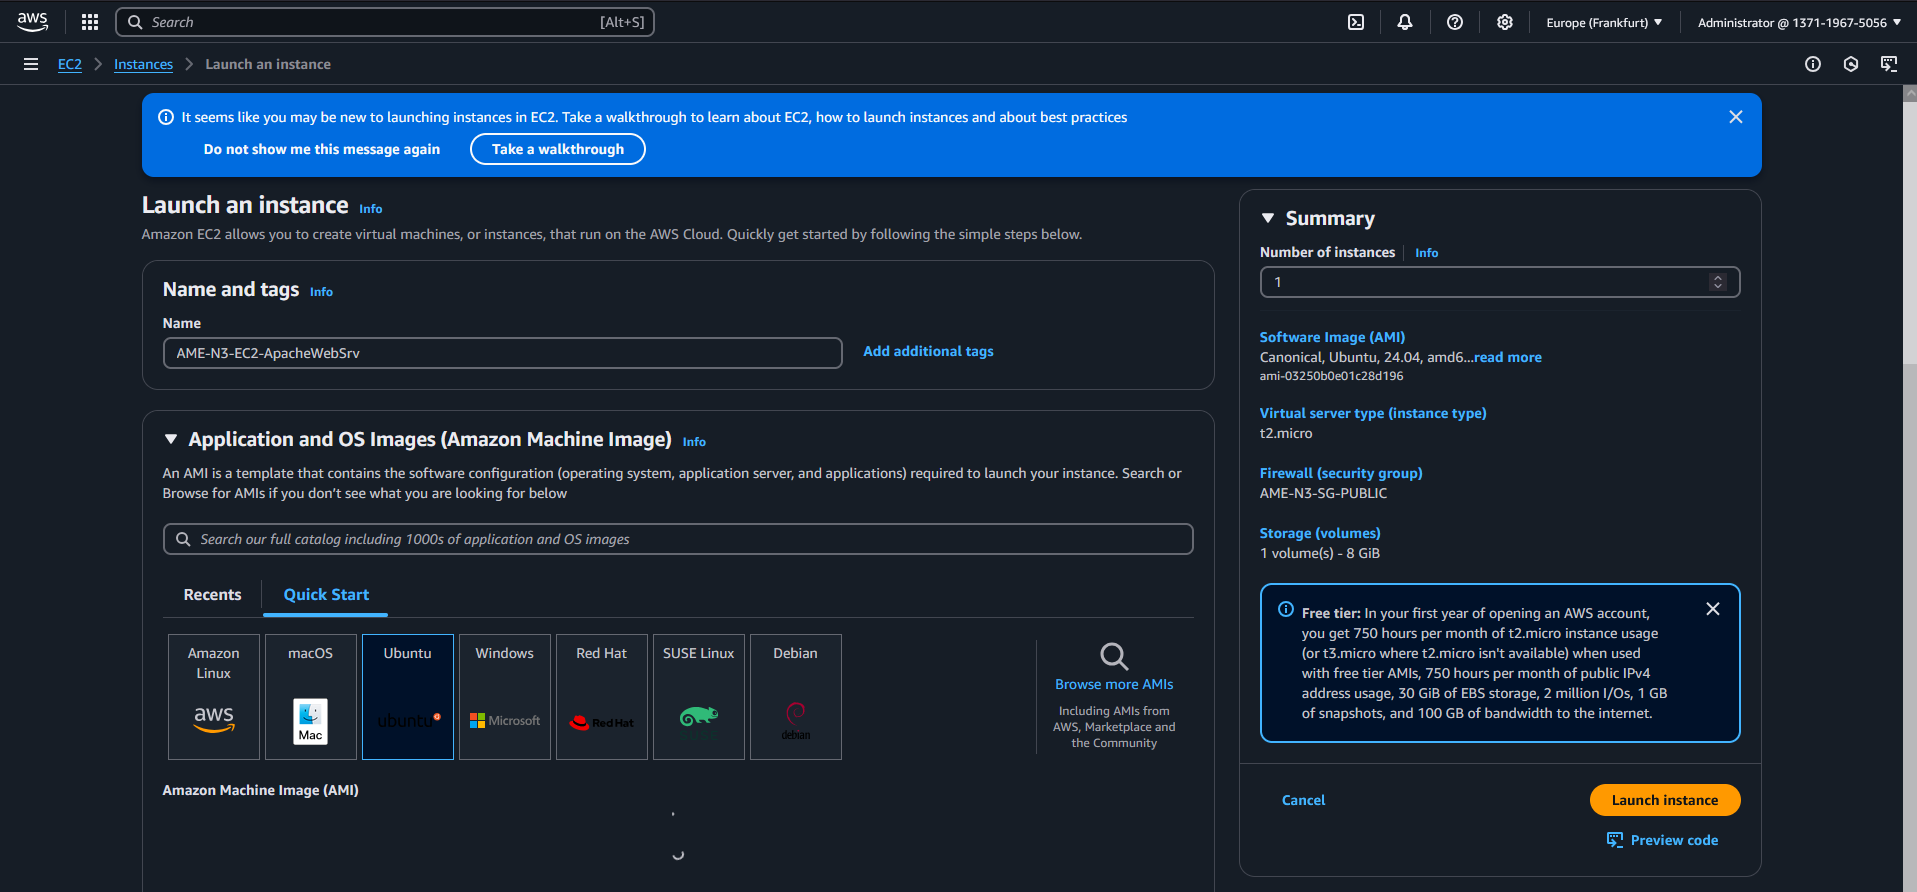 aws
Search [Alt+S]
Europe (Frankfurt)
Administrator @ 1371-1967-5056
EC2
Instances
Launch an instance
It seems like you may be new to launching instances in EC2. Take a walkthrough to learn about EC2, how to launch instances and about best practices
Do not show me this message again
Take a walkthrough
Launch an instance Info
Amazon EC2 allows you to create virtual machines, or instances, that run on the AWS Cloud. Quickly get started by following the simple steps below.
Name and tags Info
Name
AME-N3-EC2-ApacheWebSrv
Add additional tags
Application and OS Images (Amazon Machine Image) Info
An AMI is a template that contains the software configuration (operating system, application server, and applications) required to launch your instance. Search or
Browse for AMIs if you don't see what you are looking for below
Search our full catalog including 1000s of application and OS images
Recents
Quick Start
Amazon
Linux
aws
macOS
Mac
Ubuntu
ubuntu
Windows
Microsoft
Red Hat
Red Hat
SUSE Linux
Debian
debian
Browse more AMIs
Including AMIs from
AWS, Marketplace and
the Community
Amazon Machine Image (AMI)
Summary
Number of instances Info
1
Software Image (AMI)
Canonical, Ubuntu, 24.04, amd6...read more
ami-03250b0e01c28d196
Virtual server type (instance type)
t2.micro
Firewall (security group)
AME-N3-SG-PUBLIC
Storage (volumes)
1 volume(s) - 8 GiB
Free tier: In your first year of opening an AWS account,
you get 750 hours per month of t2.micro instance usage
(or t3.micro where t2.micro isn't available) when used
with free tier AMIs, 750 hours per month of public IPv4
address usage, 30 GiB of EBS storage, 2 million I/Os, 1 GB
of snapshots, and 100 GB of bandwidth to the internet.
Cancel
Launch instance
Preview code